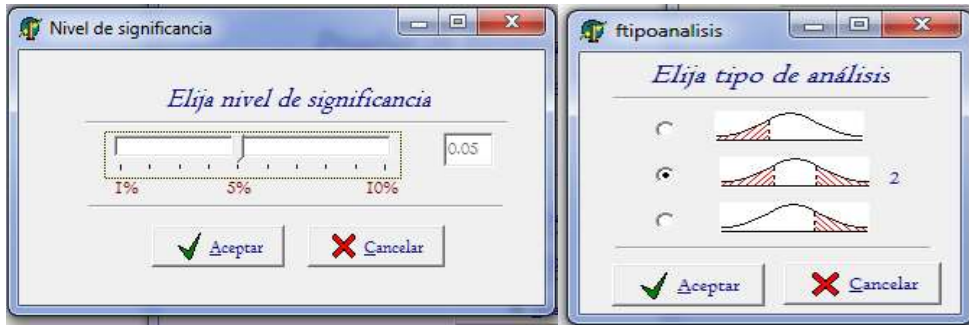 Nivel de significancia
Elija nivel de significancia
0.05
1% 5% 10%
Aceptar Cancelar
ftipoanalisis
Elija tipo de análisis
2
Aceptar Cancelar